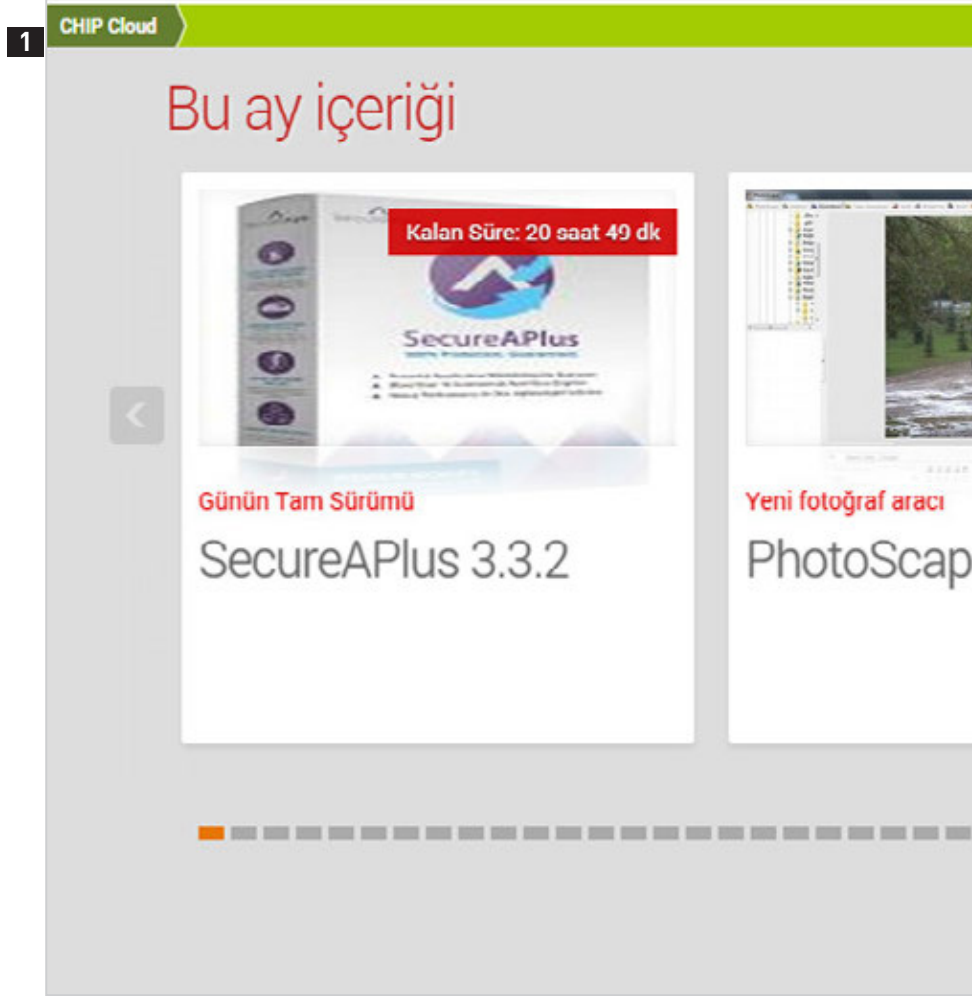 1
CHIP Cloud
Bu ay içeriği
Kalan Süre: 20 saat 49 dk
SecureAPlus
Günün Tam Sürümü
SecureAPlus 3.3.2
Yeni fotoğraf aracı
PhotoScap